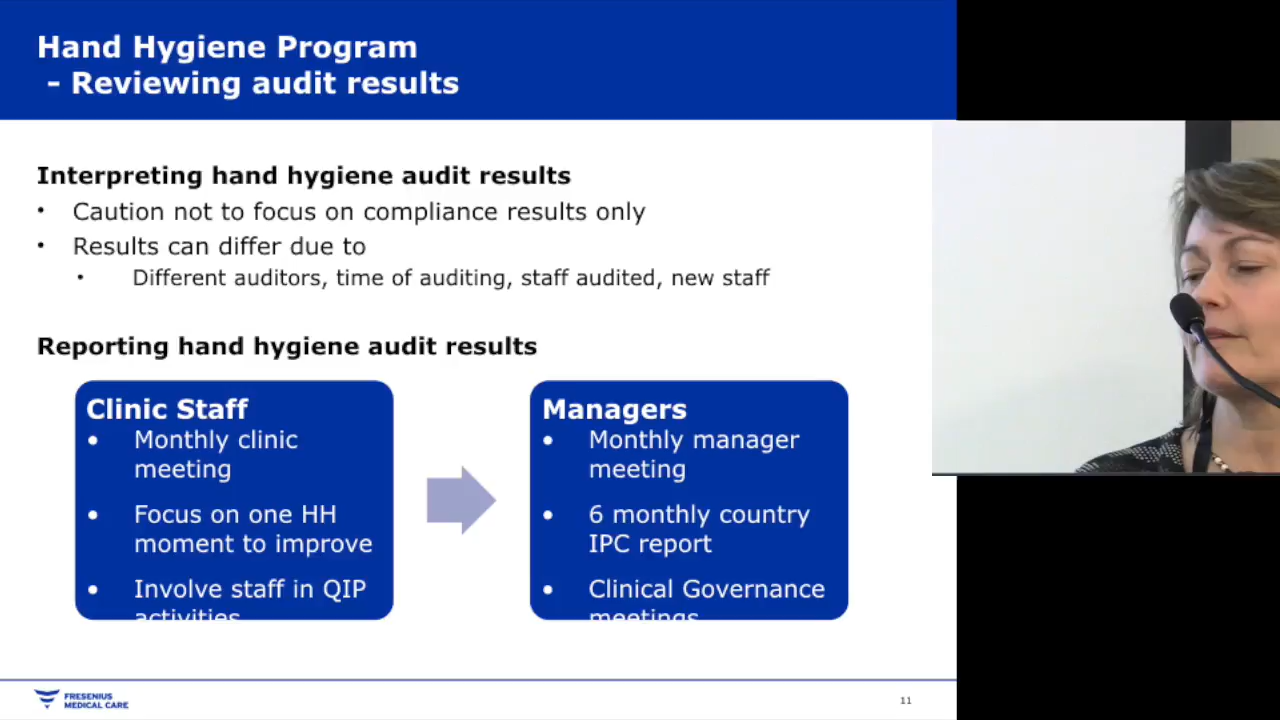 Hand Hygiene Program
- Reviewing audit results
Interpreting hand hygiene audit results
• Caution not to focus on compliance results only
• Results can differ due to
• Different auditors, time of auditing, staff audited, new staff
Reporting hand hygiene audit results
Clinic Staff
• Monthly clinic
meeting
• Focus on one HH
moment to improve
• Involve staff in QIP
activities
Managers
• Monthly manager
meeting
• 6 monthly country
IPC report
• Clinical Governance
meetings
FRESENIUS
MEDICAL CARE
11